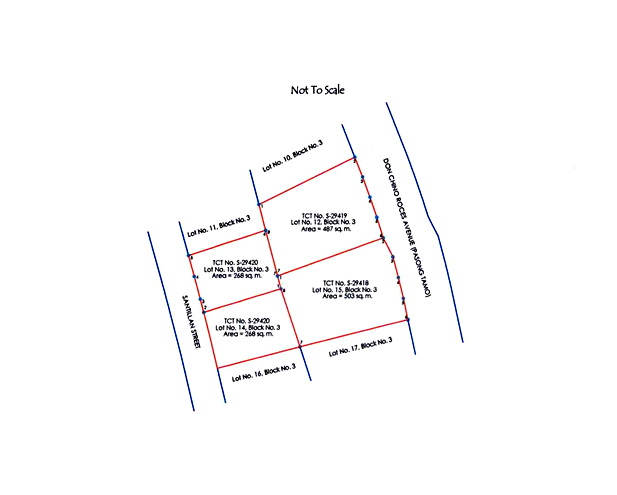 Not To Scale
Lot No. 10, Block No. 3
DON CHINO ROCES AVENUE (PASONG TAMO)
Lot No. 11, Block No. 3
TCT No. S-29419
Lot No. 12, Block No. 3
Area = 487 sq. m.
TCT No. S-29420
Lot No. 13, Block No. 3
Area = 268 sq. m.
TCT No. S-29418
Lot No. 15, Block No. 3
Area = 503 sq. m.
SANTILLAN STREET
TCT No. S-29420
Lot No. 14, Block No. 3
Area = 268 sq. m.
Lot No. 17, Block No. 3
Lot No. 16, Block No. 3